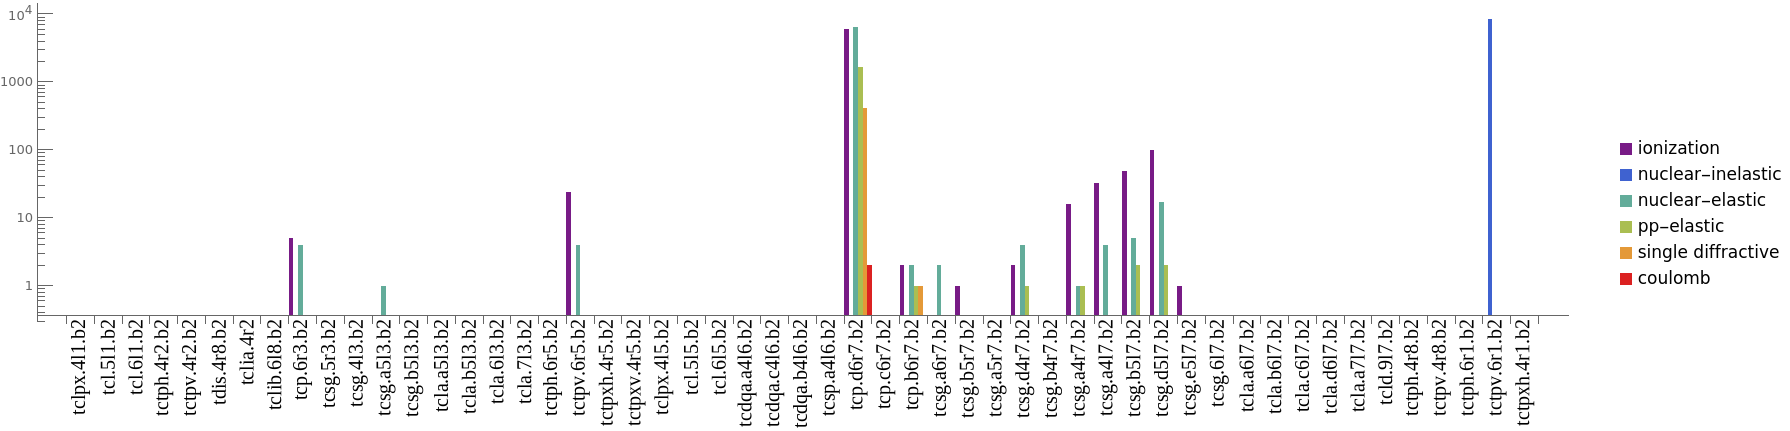 10^4
1000
100
10
1
tclpx.4l1.b2
tcl.5l1.b2
tcl.6l1.b2
tctph.4r2.b2
tctpv.4r2.b2
tdis.4r8.b2
tclia.4r2
tclib.6l8.b2
tcp.6r3.b2
tcsg.5r3.b2
tcsg.4l3.b2
tcsg.a5l3.b2
tcsg.b5l3.b2
tcla.a5l3.b2
tcla.b5l3.b2
tcla.6l3.b2
tcla.7l3.b2
tctph.6r5.b2
tctpv.6r5.b2
tctpxh.4r5.b2
tctpxv.4r5.b2
tclpx.4l5.b2
tcl.5l5.b2
tcl.6l5.b2
tcdqa.a4l6.b2
tcdqa.c4l6.b2
tcdqa.b4l6.b2
tcsp.a4l6.b2
tcp.d6r7.b2
tcp.c6r7.b2
tcp.b6r7.b2
tcsg.a6r7.b2
tcsg.b5r7.b2
tcsg.a5r7.b2
tcsg.d4r7.b2
tcsg.b4r7.b2
tcsg.a4r7.b2
tcsg.a4l7.b2
tcsg.b5l7.b2
tcsg.d5l7.b2
tcsg.e5l7.b2
tcsg.6l7.b2
tcla.a6l7.b2
tcla.b6l7.b2
tcla.c6l7.b2
tcla.d6l7.b2
tcla.a7l7.b2
tcld.9l7.b2
tctph.4r8.b2
tctpv.4r8.b2
tctph.6r1.b2
tctpv.6r1.b2
tctpxh.4r1.b2
ionization
nuclear–inelastic
nuclear–elastic
pp–elastic
single diffractive
coulomb